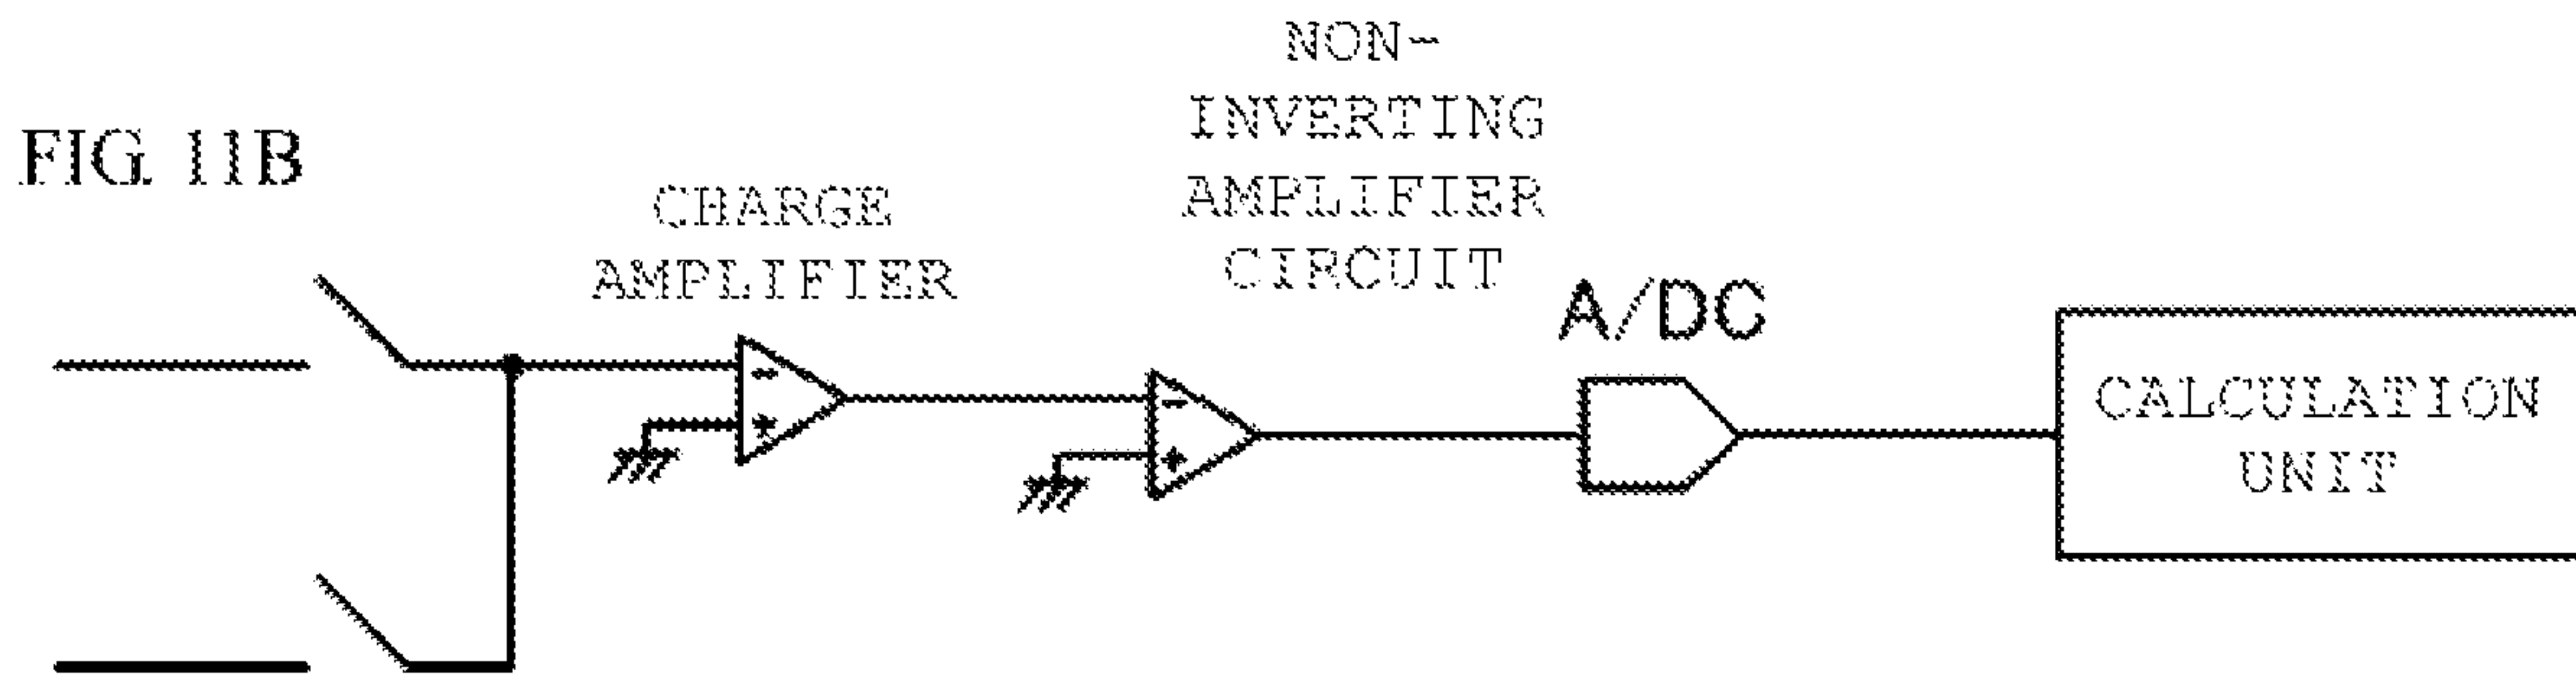 FIG. 11B
CHARGE
AMPLIFIER
NON-
INVERTING
AMPLIFIER
CIRCUIT
A/DC
CALCULATION
UNIT
-
+
-
+